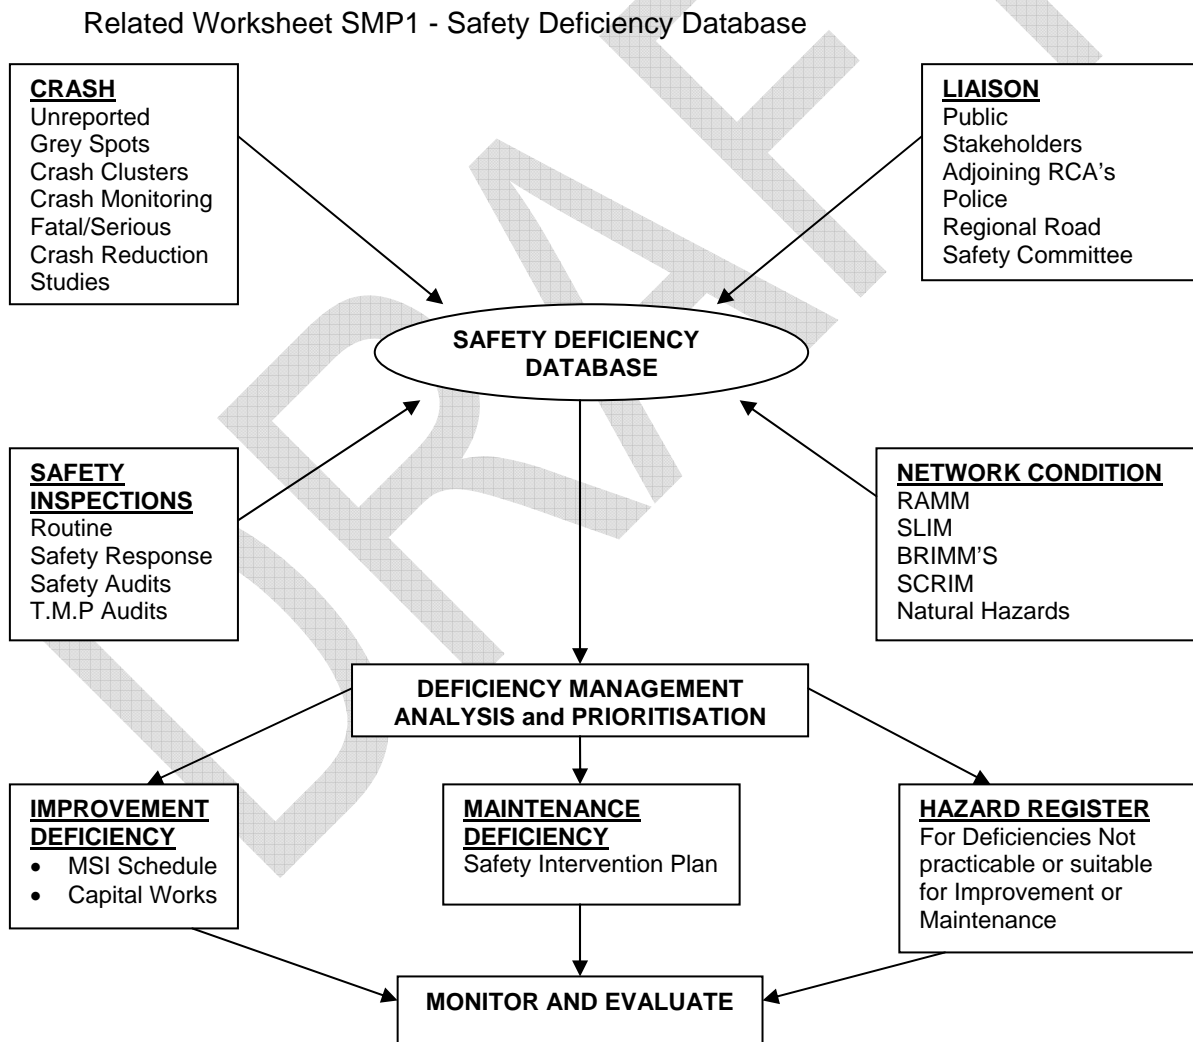 Related Worksheet SMP1 - Safety Deficiency Database
CRASH
Unreported
Grey Spots
Crash Clusters
Crash Monitoring
Fatal/Serious
Crash Reduction
Studies
LIAISON
Public
Stakeholders
Adjoining RCA's
Police
Regional Road
Safety Committee
SAFETY DEFICIENCY
DATABASE
SAFETY
INSPECTIONS
Routine
Safety Response
Safety Audits
T.M.P Audits
NETWORK CONDITION
RAMM
SLIM
BRIMM'S
SCRIM
Natural Hazards
DEFICIENCY MANAGEMENT
ANALYSIS and PRIORITISATION
IMPROVEMENT
DEFICIENCY
• MSI Schedule
• Capital Works
MAINTENANCE
DEFICIENCY
Safety Intervention Plan
HAZARD REGISTER
For Deficiencies Not
practicable or suitable
for Improvement or
Maintenance
MONITOR AND EVALUATE
DRAFT